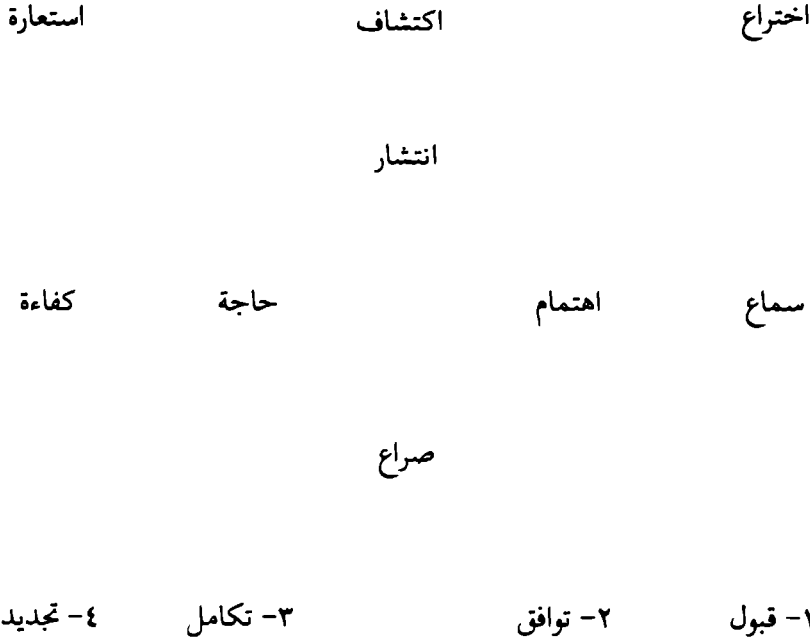 اختراع اكتشاف استعارة
انتشار
سماع اهتمام حاجة كفاءة
صراع
١- قبول ٢- توافق ٣- تكامل ٤- تجديد